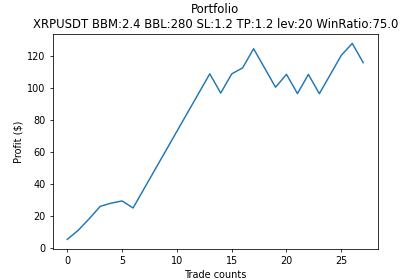 Portfolio
XRPUSDT BBM:2.4 BBL:280 SL:1.2 TP:1.2 lev:20 WinRatio:75.0
Profit ($)
120
100
80
60
40
20
0
0 5 10 15 20 25
Trade counts